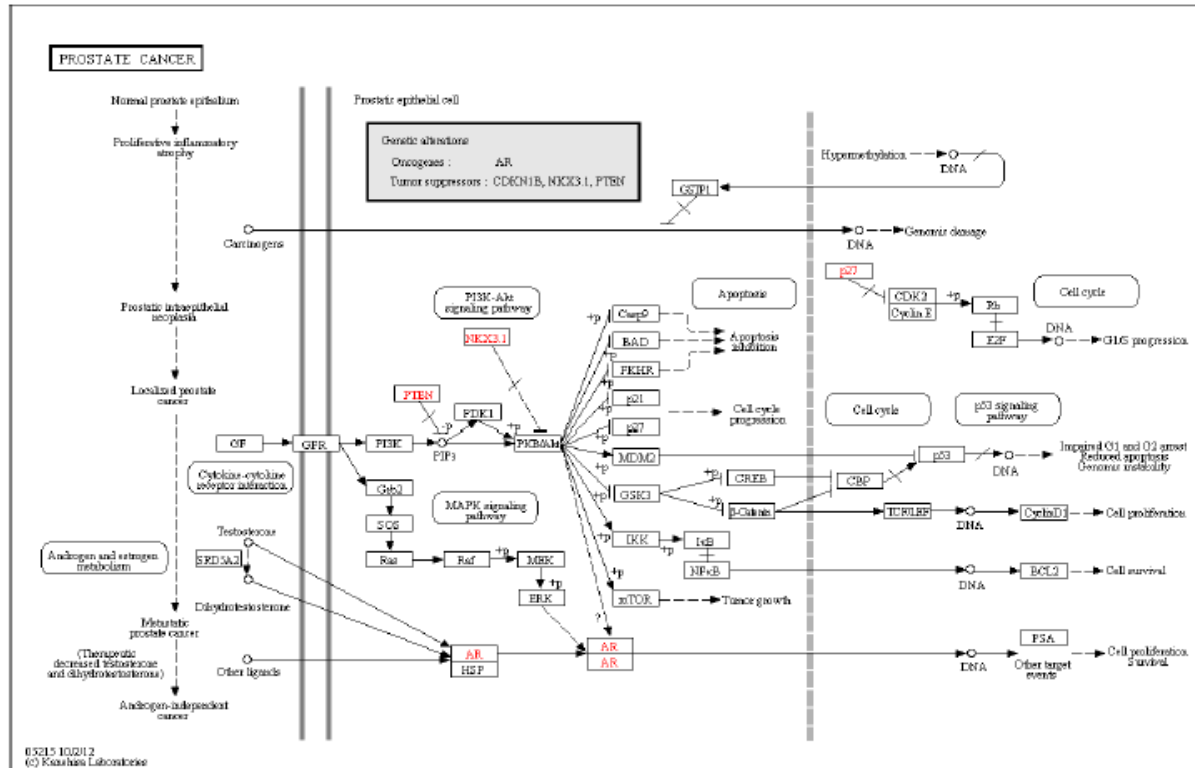 PROSTATE CANCER
Normal prostate epithelium
Proliferative inflammatory
atrophy
Prostatic intraepithelial
neoplasia
Localized prostate
cancer
Metastatic
prostate cancer
(Therapeutic
decreased testosterone
and dihydrotestosterone)
Androgen-independent
cancer
Prostatic epithelial cell
Genetic alterations
Oncogenes : AR
Tumor suppressors : CDKN1B, NKX3.1, PTEN
Hypermethylation
DNA
GSTP1
Carcinogens
DNA
Genomic damage
PI3K-Akt
signaling pathway
Apoptosis
p27
CDK2
Cyclin E
+p
Rb
E2F
Cell cycle
DNA
G1/S progression
NKX3.1
+p
Casp9
BAD
+p
FKHR
+p
Apoptosis
inhibition
p21
+p
p27
Cell cycle
progression
PTEN
-p
PDK1
+p
GF
GFR
PI3K
+p
PIP3
PKB/Akt
MDM2
Cell cycle
p53 signaling
pathway
p53
DNA
Impaired G1 and G2 arrest
Reduced apoptosis
Genomic instability
Cytokine-cytokine
receptor interaction
Grb2
SOS
Ras
Raf
+p
MEK
+p
ERK
MAPK signaling
pathway
+p
GSK3
+p
CREB
CBP
+p
β-Catenin
TCF/LEF
DNA
CyclinD1
Cell proliferation
+p
IKK
+p
IκB
NFκB
DNA
BCL2
Cell survival
+p
mTOR
Tumor growth
Androgen and estrogen
metabolism
Testosterone
SRD5A2
Dihydrotestosterone
Other ligands
AR
HSP
?
AR
AR
DNA
PSA
Other target
events
Cell proliferation
Survival
05215 10/2/12
(c) Kanehisa Laboratories